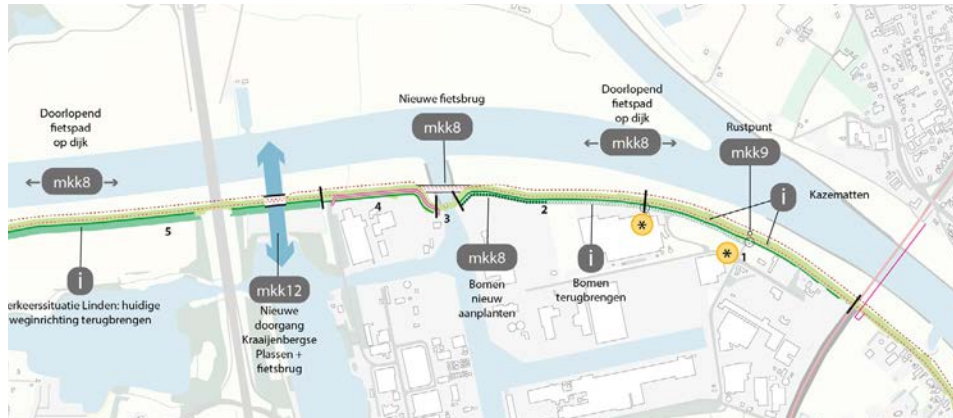 Doorlopend
fietspad
op dijk
mkk8
Nieuwe fietsbrug
mkk8
Doorlopend
fietspad
op dijk
mkk8
Rustpunt
mkk9
i
Kazematten
5
4
3
2
1
*
*
i
erkeerssituatie Linden: huidige
weginrichting terugbrengen
mkk12
Nieuwe
doorgang
Kraaijenbergse
Plassen +
fietsbrug
mkk8
Bomen
nieuw
aanplanten
i
Bomen
terugbrengen